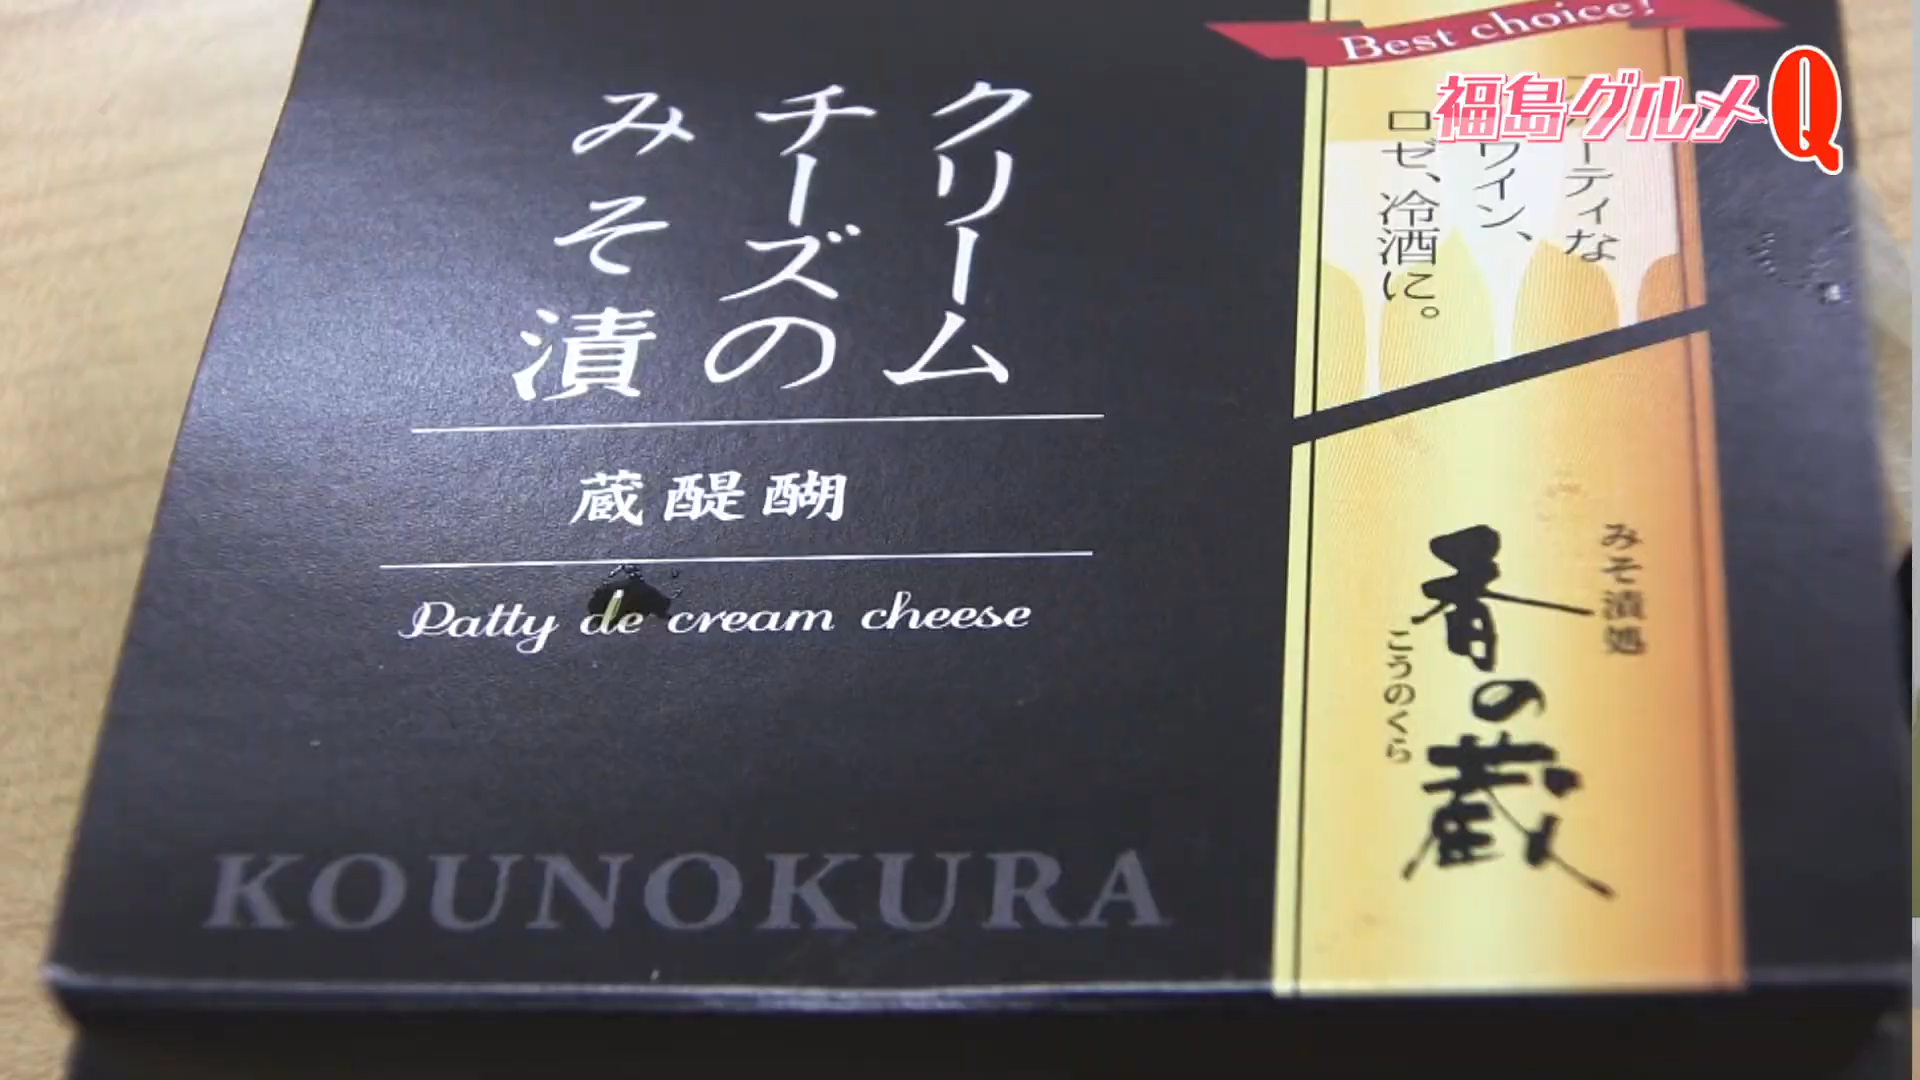 Best choice!
ーティな
ワイン、
ロゼ、冷酒に。
福島グルメQ
クリーム
チーズの
みそ漬
蔵醍醐
Patty de cream cheese
みそ漬処
香の蔵
こうのくら
KOUNOKURA